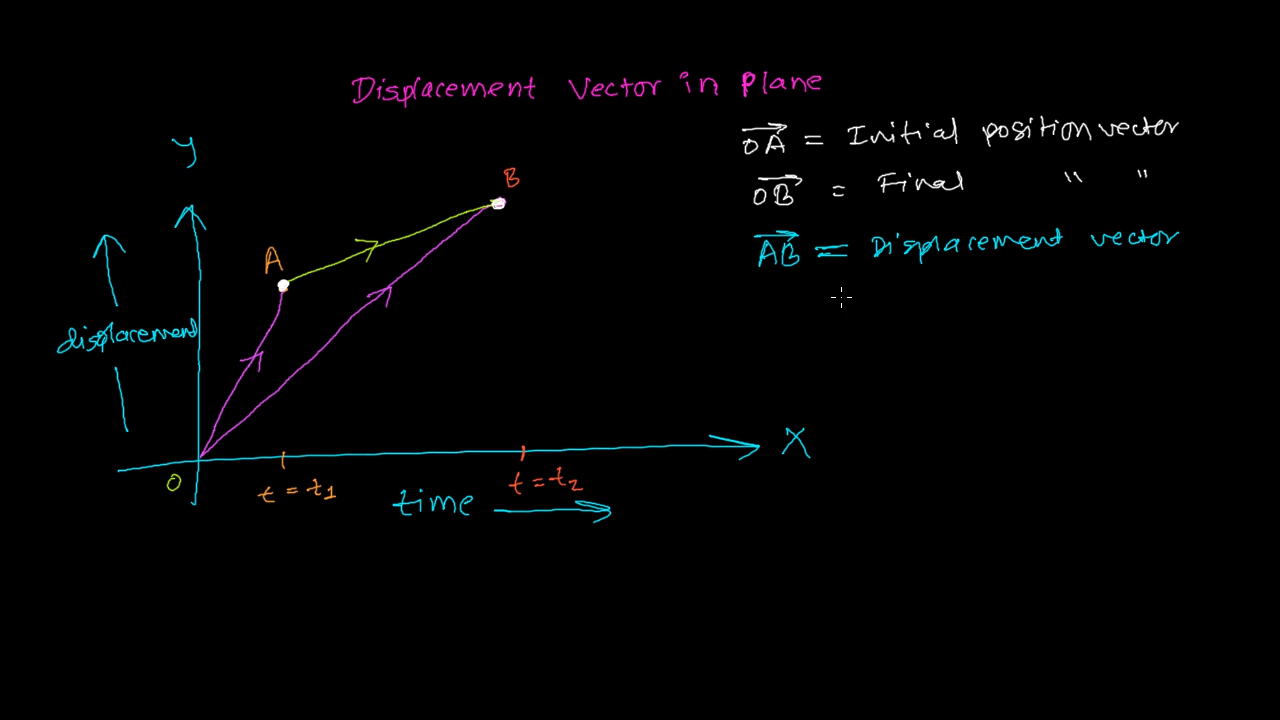 Displacement Vector in plane
OA = Initial position vector
OB = Final " "
AB = Displacement vector
y
B
A
displacement
X
O
t = t1
t = t2
time